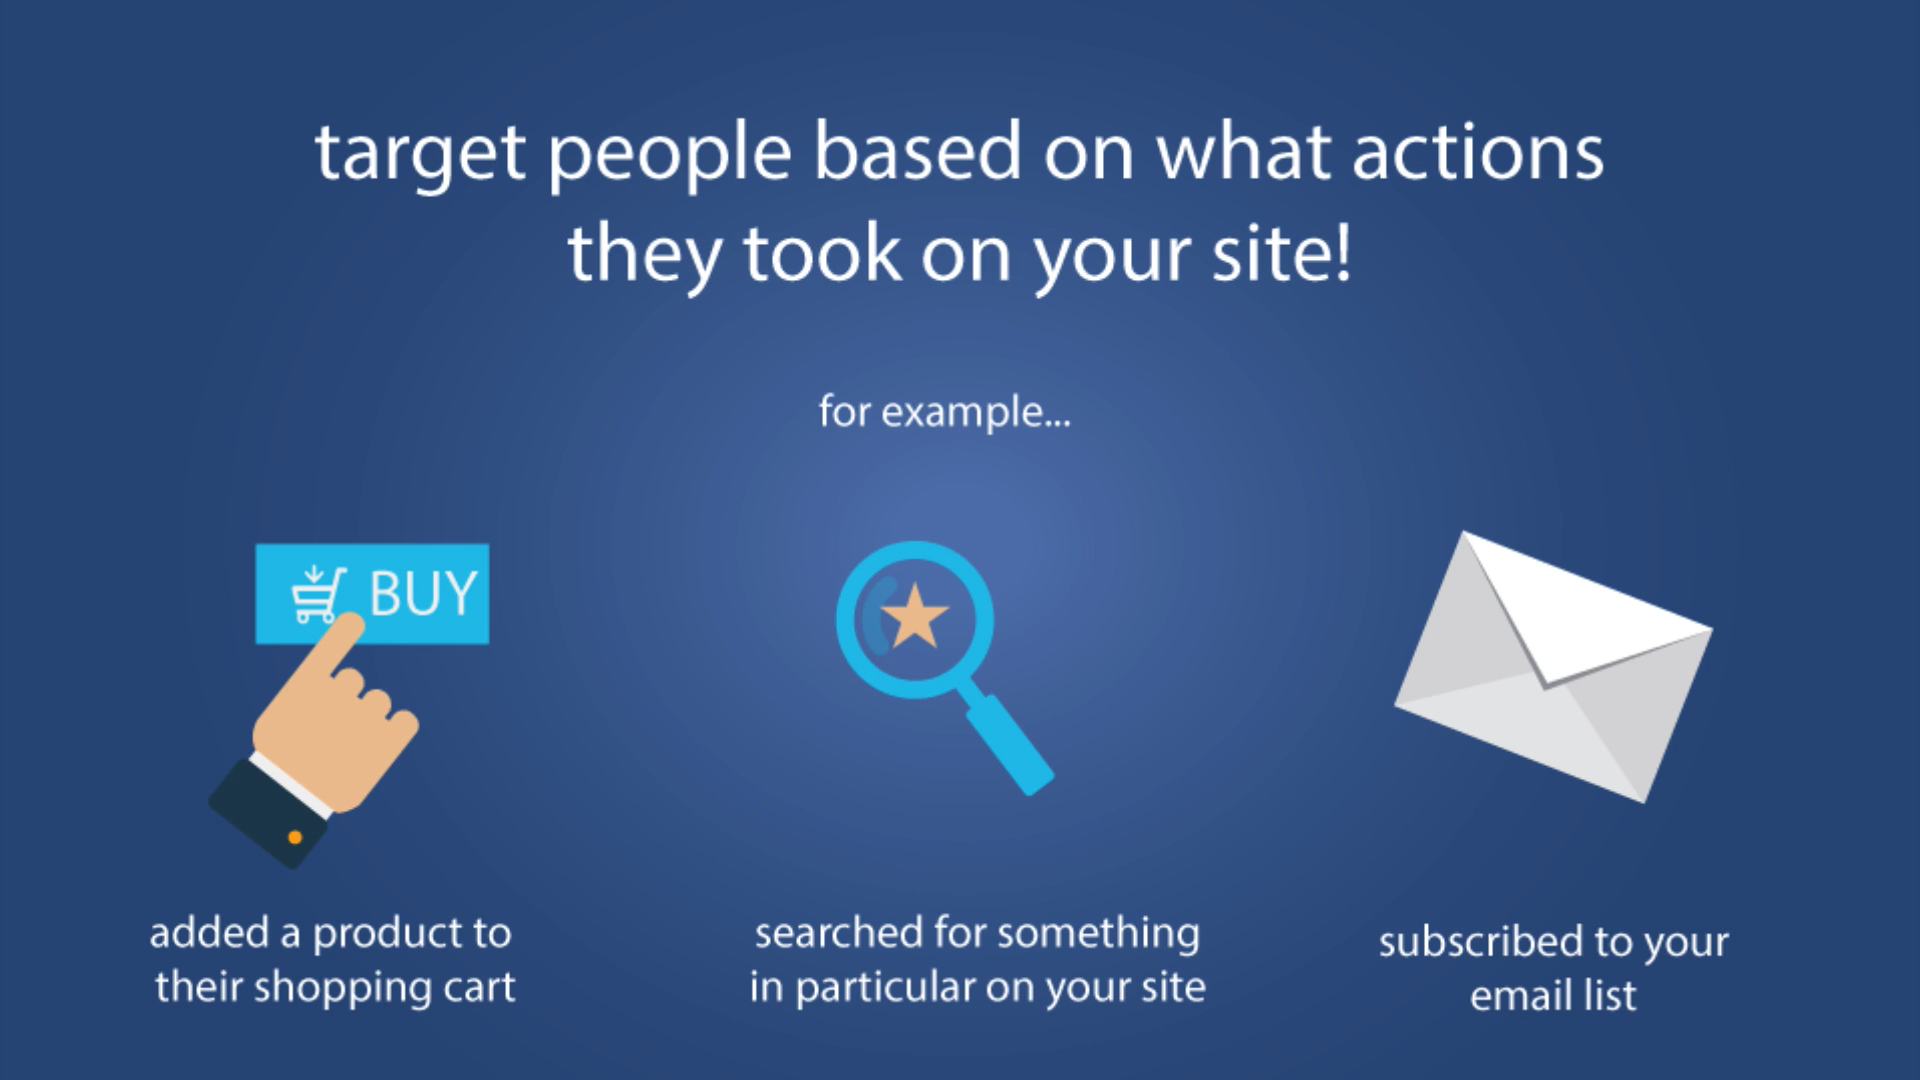 target people based on what actions
they took on your site!
for example...
BUY
added a product to
their shopping cart
searched for something
in particular on your site
subscribed to your
email list